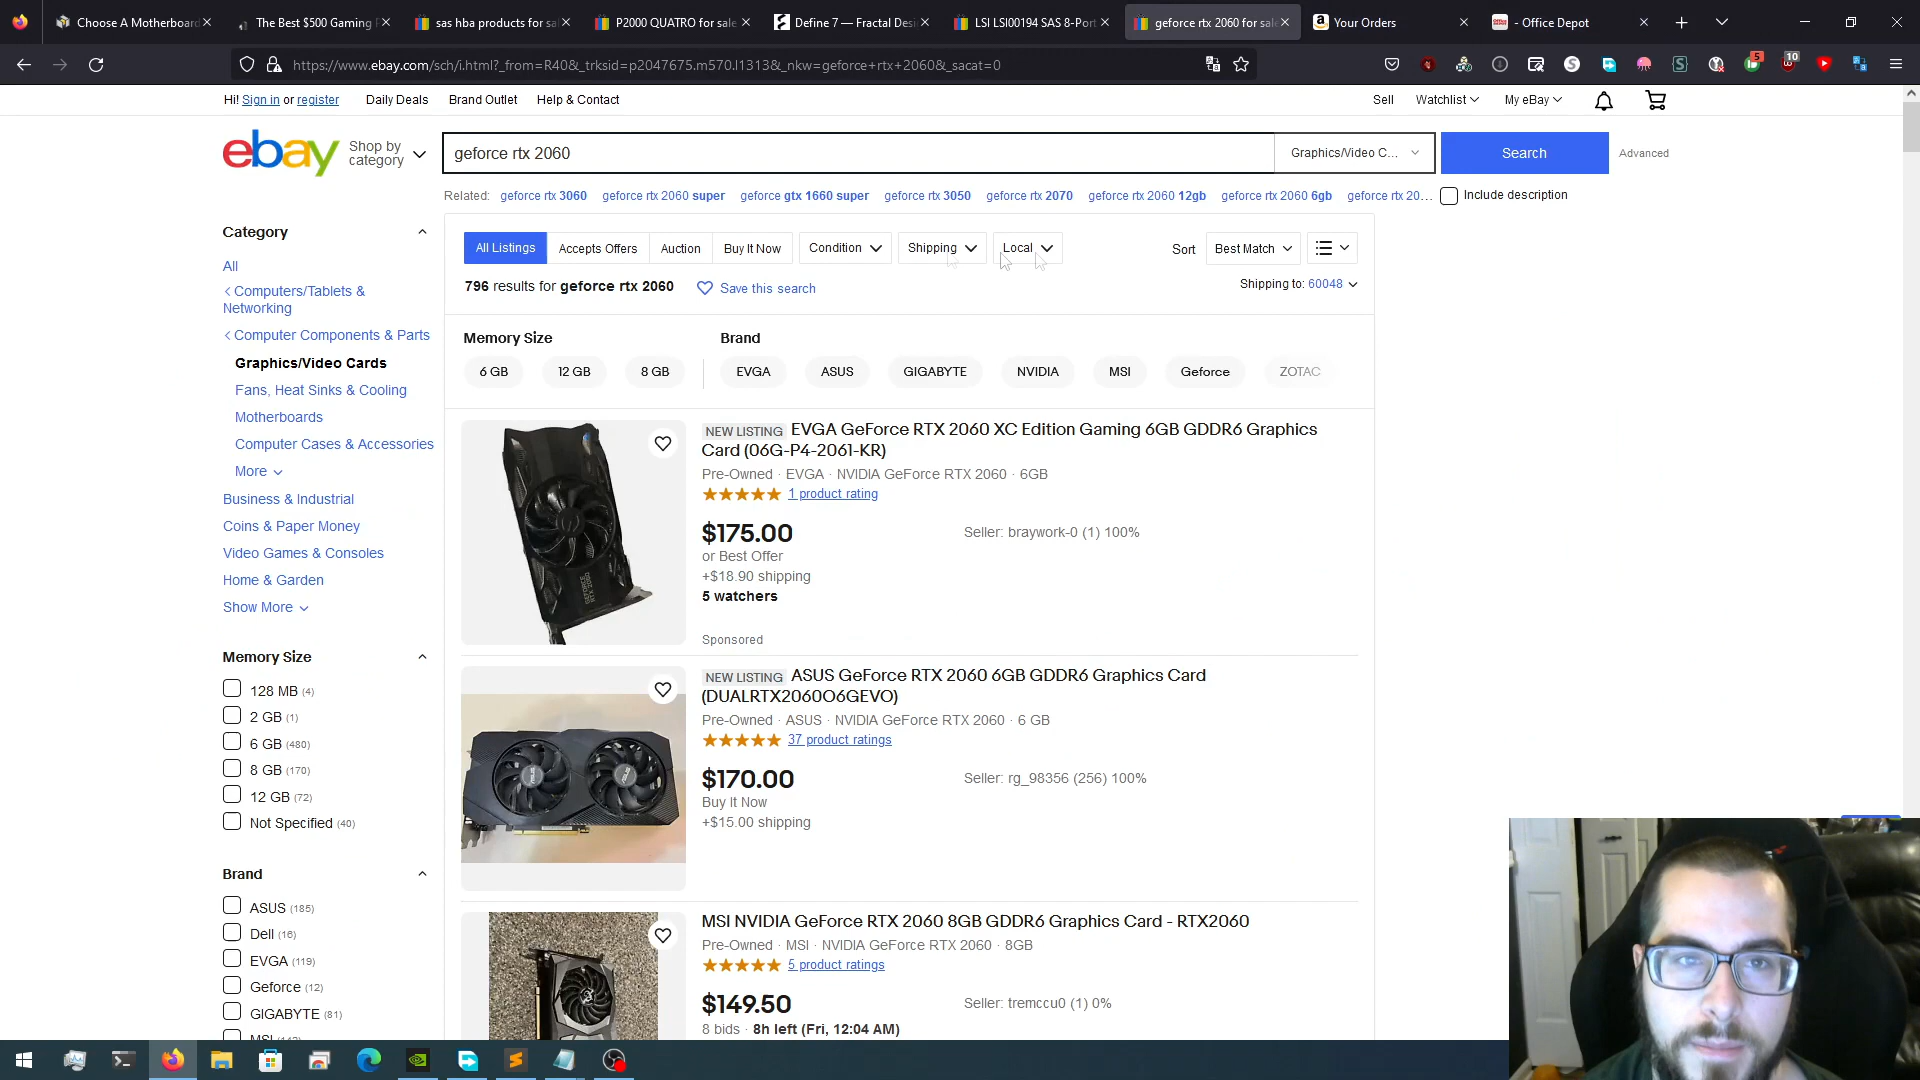 Choose A Motherboard
The Best $500 Gaming
sas hba products for sal
P2000 QUATRO for sale
Define 7 — Fractal Des
LSI LSI00194 SAS 8-Port
geforce rtx 2060 for sale
Your Orders
- Office Depot
https://www.ebay.com/sch/i.html?_from=R40&_trksid=p2047675.m570.l1313&_nkw=geforce+rtx+2060&_sacat=0
5
10
Hi! Sign in or register
Daily Deals
Brand Outlet
Help & Contact
Sell
Watchlist
My eBay
ebay
Shop by category
geforce rtx 2060
Graphics/Video C...
Search
Advanced
Related: geforce rtx 3060 geforce rtx 2060 super geforce gtx 1660 super geforce rtx 3050 geforce rtx 2070 geforce rtx 2060 12gb geforce rtx 2060 6gb geforce rtx 20...
Include description
Category
All
Computers/Tablets & Networking
Computer Components & Parts
Graphics/Video Cards
Fans, Heat Sinks & Cooling
Motherboards
Computer Cases & Accessories
More
Business & Industrial
Coins & Paper Money
Video Games & Consoles
Home & Garden
Show More
Memory Size
128 MB (4)
2 GB (1)
6 GB (480)
8 GB (170)
12 GB (72)
Not Specified (40)
Brand
ASUS (185)
Dell (16)
EVGA (119)
Geforce (12)
GIGABYTE (81)
All Listings
Accepts Offers
Auction
Buy It Now
Condition
Shipping
Local
Sort
Best Match
796 results for geforce rtx 2060
Save this search
Shipping to: 60048
Memory Size
6 GB
12 GB
8 GB
Brand
EVGA
ASUS
GIGABYTE
NVIDIA
MSI
Geforce
ZOTAC
NEW LISTING EVGA GeForce RTX 2060 XC Edition Gaming 6GB GDDR6 Graphics
Card (06G-P4-2061-KR)
Pre-Owned · EVGA · NVIDIA GeForce RTX 2060 · 6GB
1 product rating
$175.00
Seller: braywork-0 (1) 100%
or Best Offer
+$18.90 shipping
5 watchers
Sponsored
NEW LISTING ASUS GeForce RTX 2060 6GB GDDR6 Graphics Card
(DUALRTX2060O6GEVO)
Pre-Owned · ASUS · NVIDIA GeForce RTX 2060 · 6 GB
37 product ratings
$170.00
Seller: rg_98356 (256) 100%
Buy It Now
+$15.00 shipping
MSI NVIDIA GeForce RTX 2060 8GB GDDR6 Graphics Card - RTX2060
Pre-Owned · MSI · NVIDIA GeForce RTX 2060 · 8GB
5 product ratings
$149.50
Seller: tremccu0 (1) 0%
8 bids · 8h left (Fri, 12:04 AM)